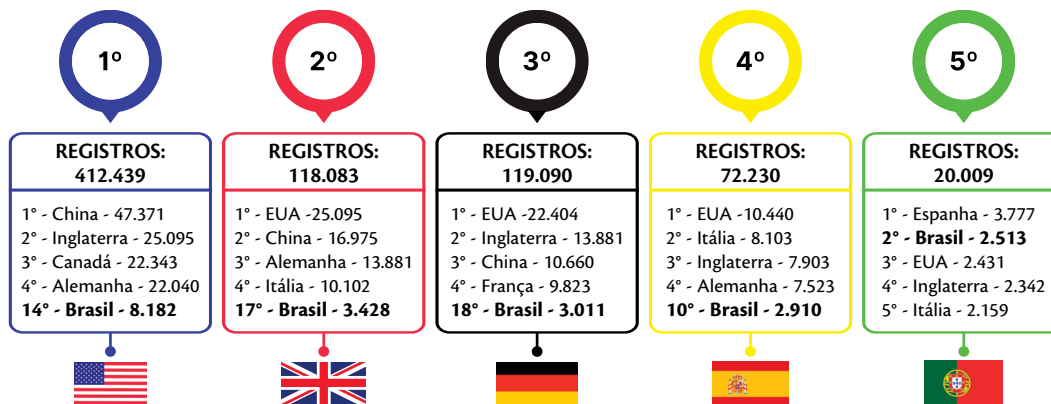 1º
REGISTROS:
412.439
1° - China - 47.371
2° - Inglaterra - 25.095
3° - Canadá - 22.343
4° - Alemanha - 22.040
14° - Brasil - 8.182
2º
REGISTROS:
118.083
1° - EUA -25.095
2° - China - 16.975
3° - Alemanha - 13.881
4° - Itália - 10.102
17° - Brasil - 3.428
3º
REGISTROS:
119.090
1° - EUA -22.404
2° - Inglaterra - 13.881
3° - China - 10.660
4° - França - 9.823
18° - Brasil - 3.011
4º
REGISTROS:
72.230
1° - EUA -10.440
2° - Itália - 8.103
3° - Inglaterra - 7.903
4° - Alemanha - 7.523
10° - Brasil - 2.910
5º
REGISTROS:
20.009
1° - Espanha - 3.777
2° - Brasil - 2.513
3° - EUA - 2.431
4° - Inglaterra - 2.342
5° - Itália - 2.159